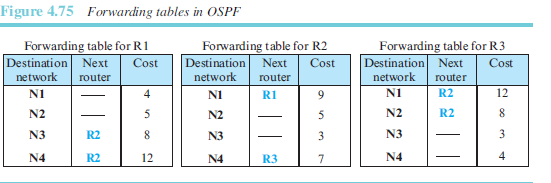 Figure 4.75 Forwarding tables in OSPF
Forwarding table for R1
Destination network Next router Cost
N1 —— 4
N2 —— 5
N3 R2 8
N4 R2 12
Forwarding table for R2
Destination network Next router Cost
N1 R1 9
N2 —— 5
N3 —— 3
N4 R3 7
Forwarding table for R3
Destination network Next router Cost
N1 R2 12
N2 R2 8
N3 —— 3
N4 —— 4